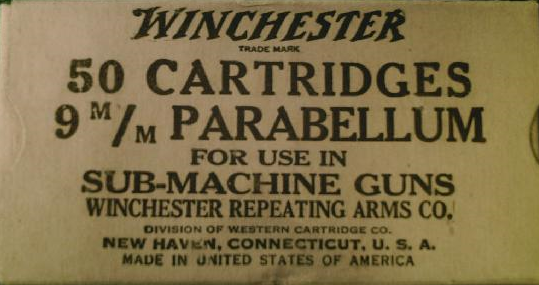 WINCHESTER
TRADE MARK
50 CARTRIDGES
9 M/M PARABELLUM
FOR USE IN
SUB-MACHINE GUNS
WINCHESTER REPEATING ARMS CO.
DIVISION OF WESTERN CARTRIDGE CO.
NEW HAVEN, CONNECTICUT, U. S. A.
MADE IN UNITED STATES OF AMERICA